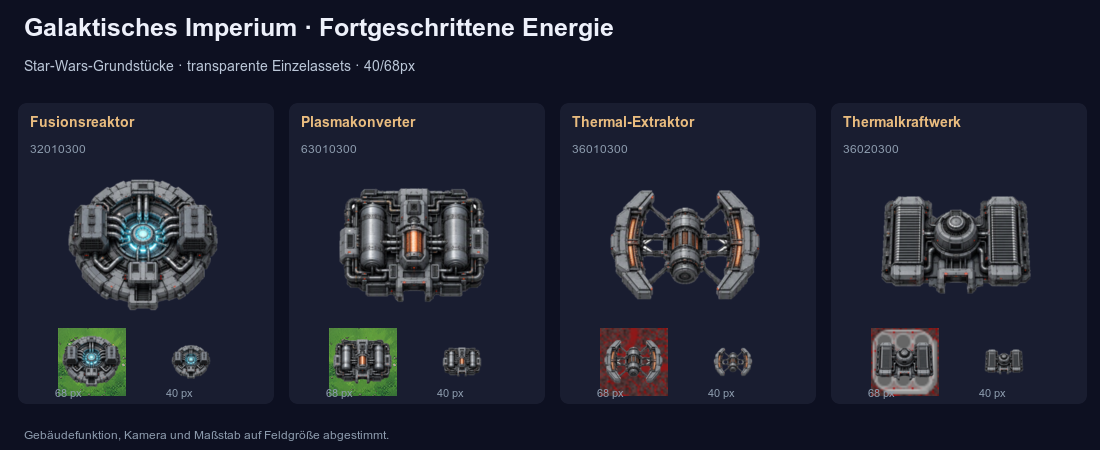 Galaktisches Imperium · Fortgeschrittene Energie
Star-Wars-Grundstücke · transparente Einzelassets · 40/68px
Fusionsreaktor
32010300
68 px
40 px
Plasmakonverter
63010300
68 px
40 px
Thermal-Extraktor
36010300
68 px
40 px
Thermalkraftwerk
36020300
68 px
40 px
Gebäudefunktion, Kamera und Maßstab auf Feldgröße abgestimmt.